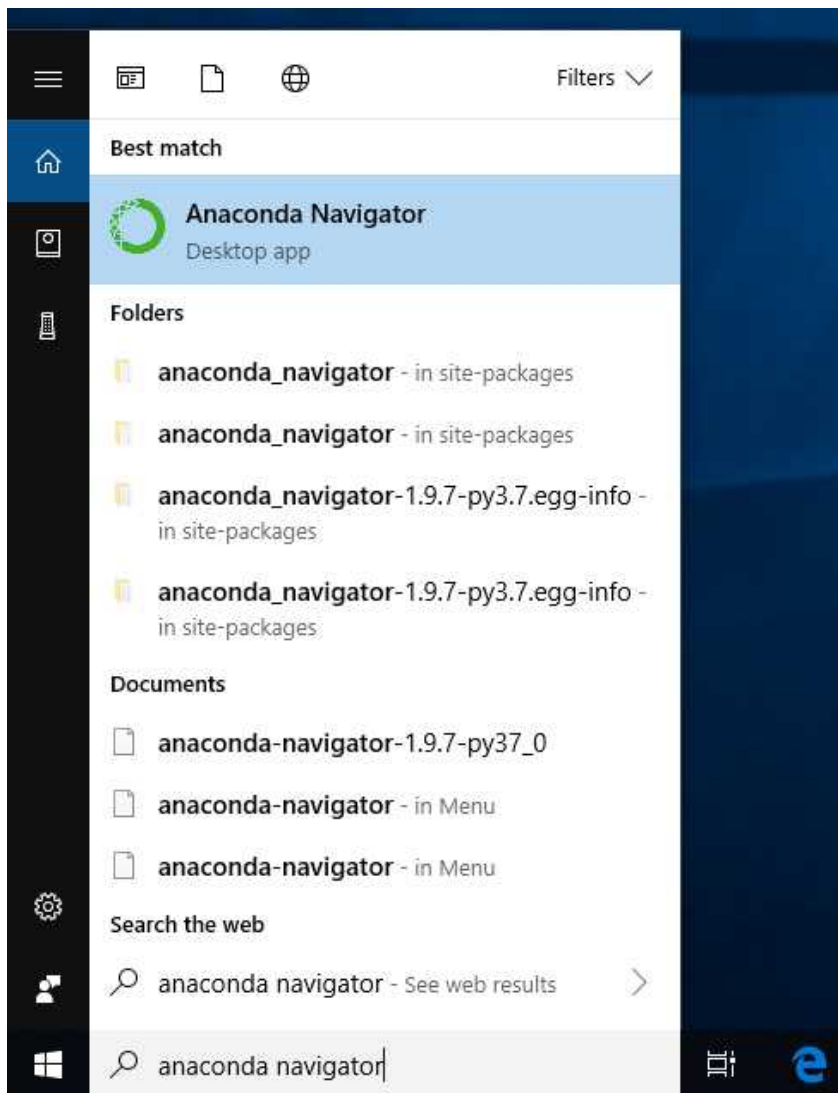 Filters
Best match
Anaconda Navigator
Desktop app
Folders
anaconda_navigator - in site-packages
anaconda_navigator - in site-packages
anaconda_navigator-1.9.7-py3.7.egg-info -
in site-packages
anaconda_navigator-1.9.7-py3.7.egg-info -
in site-packages
Documents
anaconda-navigator-1.9.7-py37_0
anaconda-navigator - in Menu
anaconda-navigator - in Menu
Search the web
anaconda navigator - See web results
anaconda navigator